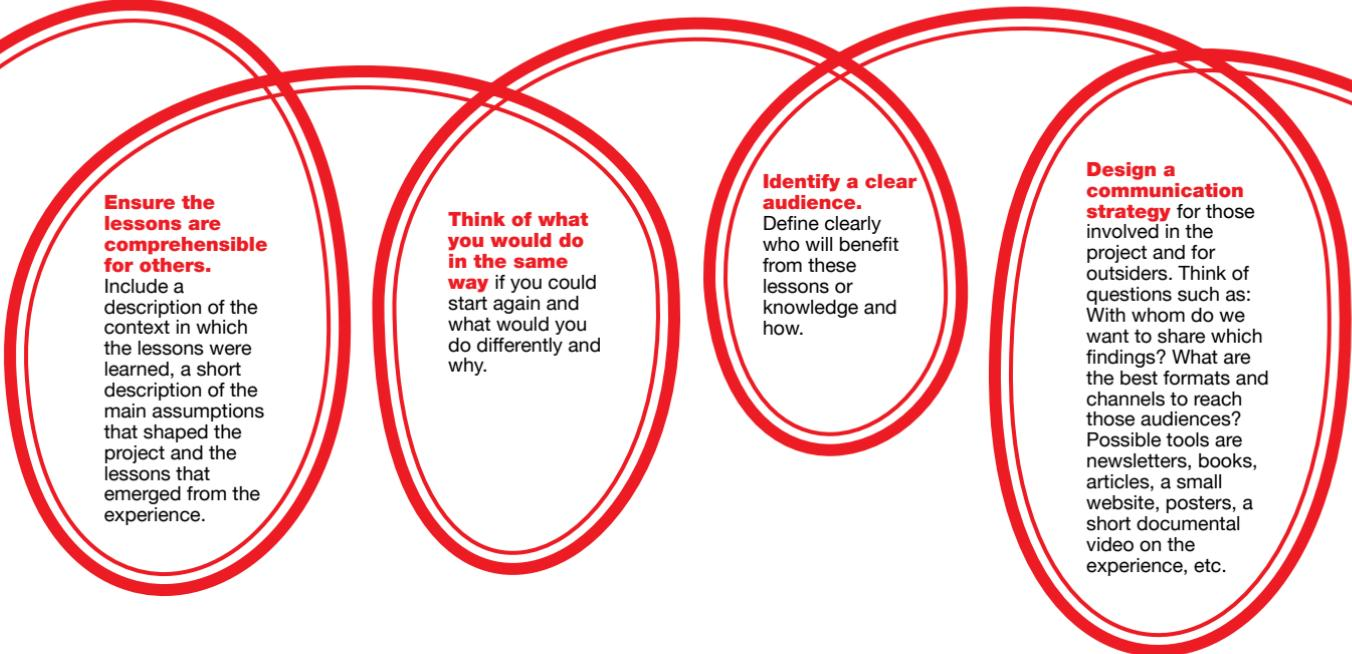 Ensure the
lessons are
comprehensible
for others.
Include a
description of the
context in which
the lessons were
learned, a short
description of the
main assumptions
that shaped the
project and the
lessons that
emerged from the
experience.
Think of what
you would do
in the same
way if you could
start again and
what would you
do differently and
why.
Identify a clear
audience.
Define clearly
who will benefit
from these
lessons or
knowledge and
how.
Design a
communication
strategy for those
involved in the
project and for
outsiders. Think of
questions such as:
With whom do we
want to share which
findings? What are
the best formats and
channels to reach
those audiences?
Possible tools are
newsletters, books,
articles, a small
website, posters, a
short documental
video on the
experience, etc.